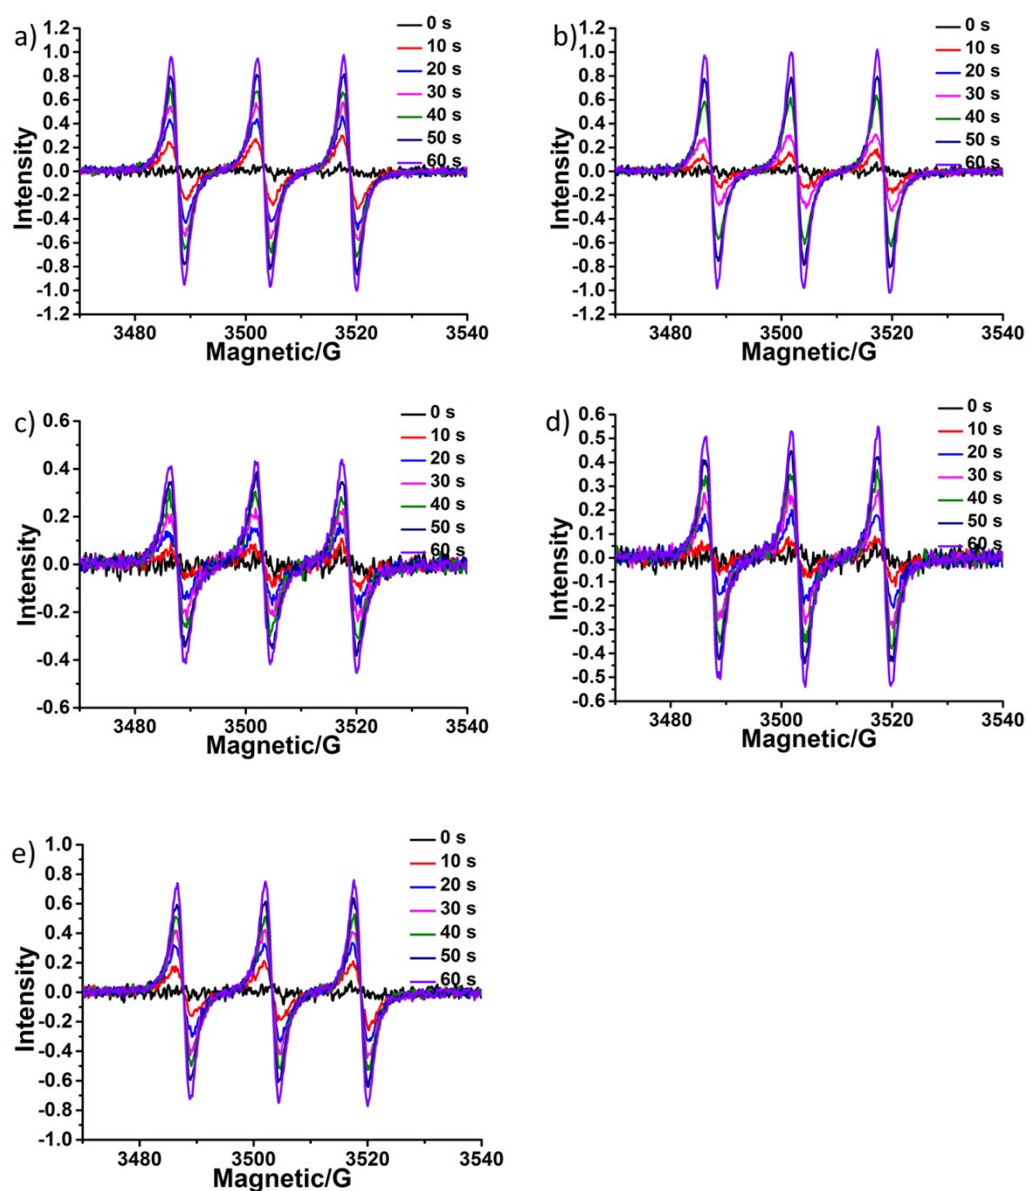 a)
1.2
1.0
0.8
0.6
0.4
0.2
0.0
-0.2
-0.4
-0.6
-0.8
-1.0
-1.2
Intensity
0 s
10 s
20 s
30 s
40 s
50 s
60 s
3480 3500 3520 3540
Magnetic/G
b)
1.2
1.0
0.8
0.6
0.4
0.2
0.0
-0.2
-0.4
-0.6
-0.8
-1.0
-1.2
Intensity
0 s
10 s
20 s
30 s
40 s
50 s
60 s
3480 3500 3520 3540
Magnetic/G
c)
0.6
0.4
0.2
0.0
-0.2
-0.4
-0.6
Intensity
0 s
10 s
20 s
30 s
40 s
50 s
60 s
3480 3500 3520 3540
Magnetic/G
d)
0.6
0.5
0.4
0.3
0.2
0.1
0.0
-0.1
-0.2
-0.3
-0.4
-0.5
-0.6
Intensity
0 s
10 s
20 s
30 s
40 s
50 s
60 s
3480 3500 3520 3540
Magnetic/G
e)
1.0
0.8
0.6
0.4
0.2
0.0
-0.2
-0.4
-0.6
-0.8
-1.0
Intensity
0 s
10 s
20 s
30 s
40 s
50 s
60 s
3480 3500 3520 3540
Magnetic/G